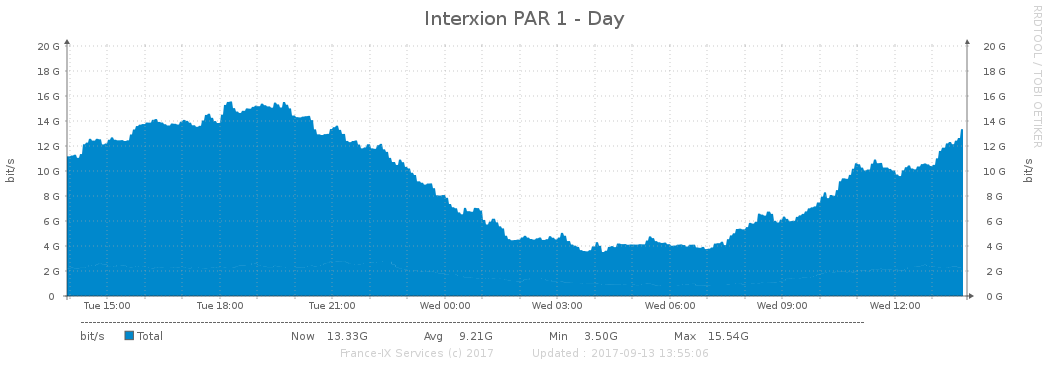 Interxion PAR 1 - Day
RRDTOOL / TOBI OETIKER
20 G 20 G
18 G 18 G
16 G 16 G
14 G 14 G
12 G 12 G
10 G 10 G
8 G 8 G
6 G 6 G
4 G 4 G
2 G 2 G
0 0 G
bit/s
bit/s
Tue 15:00 Tue 18:00 Tue 21:00 Wed 00:00 Wed 03:00 Wed 06:00 Wed 09:00 Wed 12:00
bit/s Total Now 13.33G Avg 9.21G Min 3.50G Max 15.54G
France-IX Services (c) 2017 Updated : 2017-09-13 13:55:06